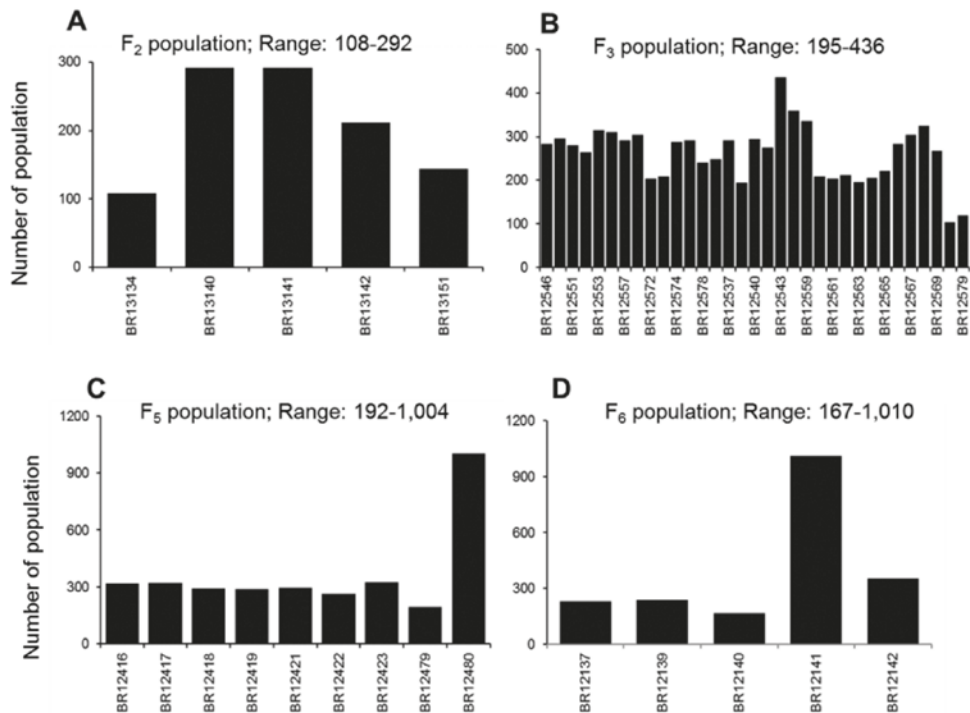 A
F₂ population; Range: 108-292
Number of population
300
200
100
0
BR13134
BR13140
BR13141
BR13142
BR13151
B
F₃ population; Range: 195-436
500
400
300
200
100
0
BR12546
BR12551
BR12553
BR12557
BR12572
BR12574
BR12578
BR12537
BR12540
BR12543
BR12559
BR12561
BR12563
BR12565
BR12567
BR12569
BR12579
C
F₅ population; Range: 192-1,004
Number of population
1200
900
600
300
0
BR12416
BR12417
BR12418
BR12419
BR12421
BR12422
BR12423
BR12479
BR12480
D
F₆ population; Range: 167-1,010
1200
900
600
300
0
BR12137
BR12139
BR12140
BR12141
BR12142